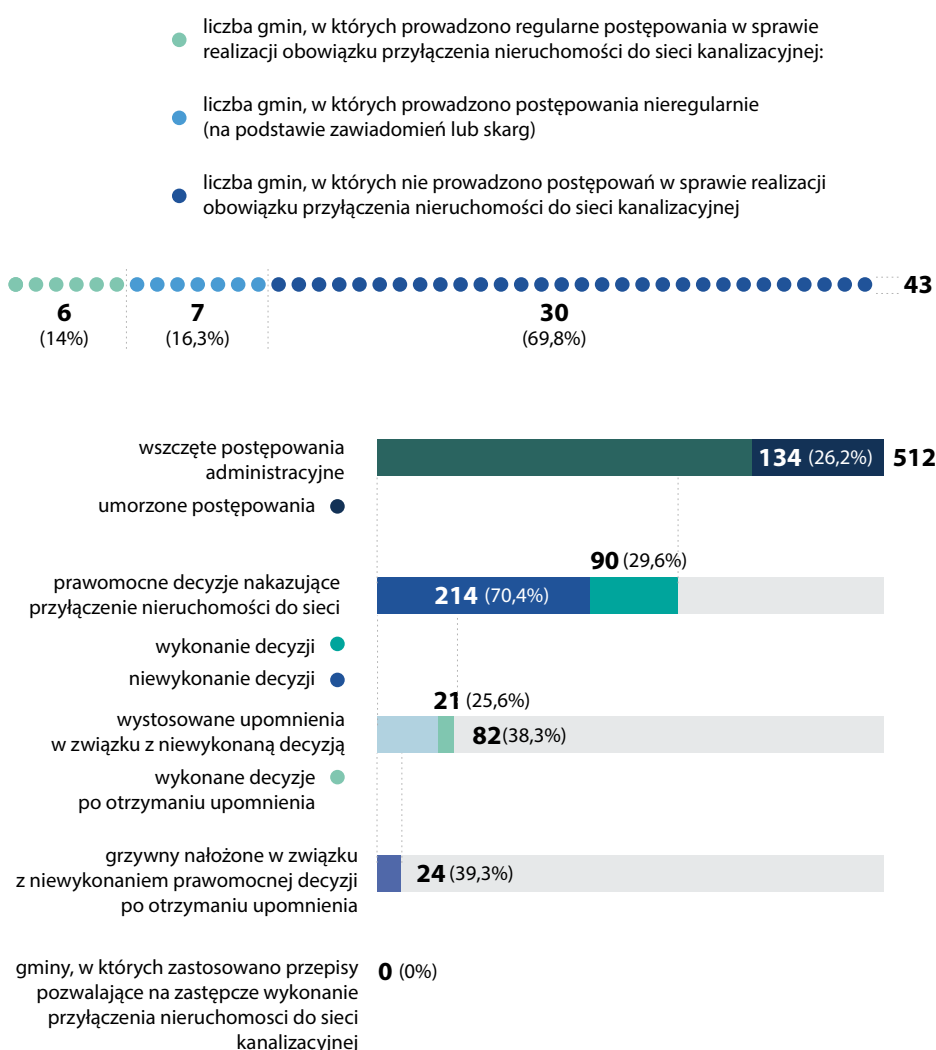 liczba gmin, w których prowadzono regularne postępowania w sprawie
realizacji obowiązku przyłączenia nieruchomości do sieci kanalizacyjnej:
liczba gmin, w których prowadzono postępowania nieregularnie
(na podstawie zawiadomień lub skarg)
liczba gmin, w których nie prowadzono postępowań w sprawie realizacji
obowiązku przyłączenia nieruchomości do sieci kanalizacyjnej
43
6 7 30
(14%) (16,3%) (69,8%)
wszczęte postępowania
administracyjne
134 (26,2%) 512
umorzone postępowania
90 (29,6%)
prawomocne decyzje nakazujące
przyłączenie nieruchomości do sieci
214 (70,4%)
wykonanie decyzji
niewykonanie decyzji
21 (25,6%)
wystosowane upomnienia
w związku z niewykonaną decyzją
82 (38,3%)
wykonane decyzje
po otrzymaniu upomnienia
grzywny nałożone w związku
z niewykonaniem prawomocnej decyzji
po otrzymaniu upomnienia
24 (39,3%)
gminy, w których zastosowano przepisy
pozwalające na zastępcze wykonanie
przyłączenia nieruchomosci do sieci
kanalizacyjnej
0 (0%)